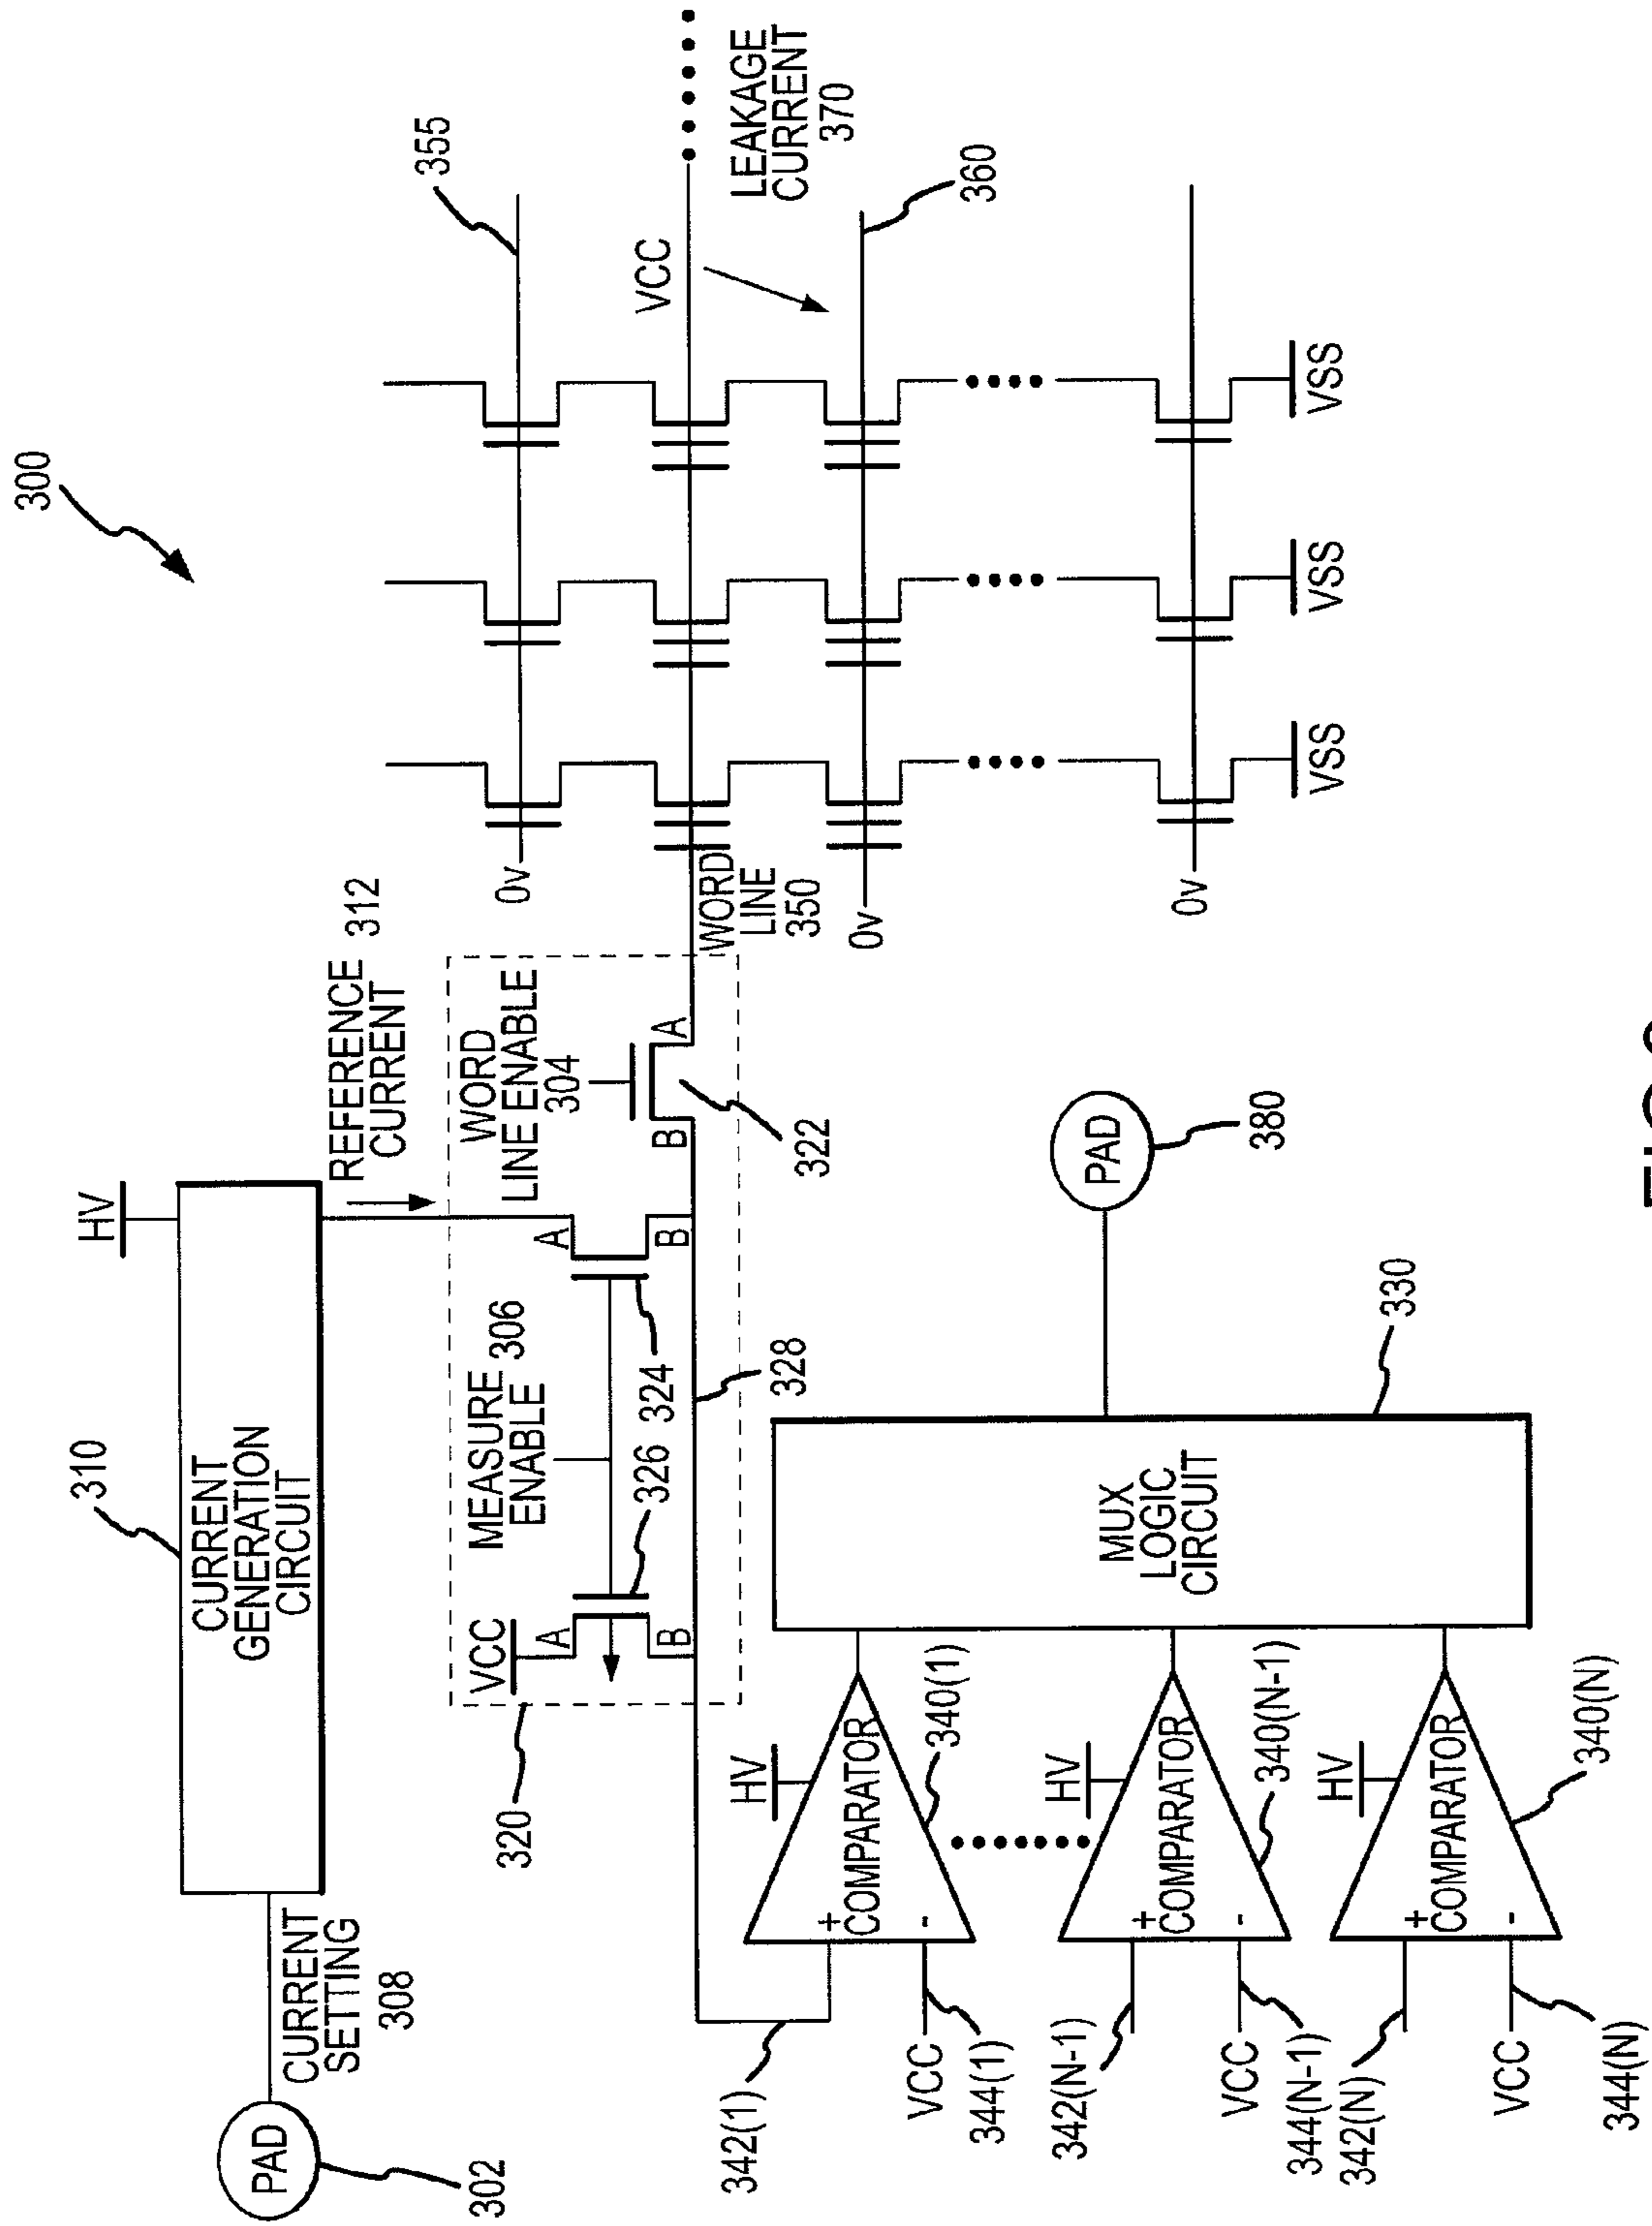 300
HV
310
CURRENT
GENERATION
CIRCUIT
PAD
302
CURRENT
SETTING
308
REFERENCE
CURRENT
312
320
VCC
A
B
326
MEASURE
ENABLE
306
324
A
B
WORD
LINE ENABLE
304
B
A
322
328
WORD
LINE
350
0v
355
VCC
LEAKAGE
CURRENT
370
0v
360
0v
VSS
VSS
VSS
342(1)
VCC
344(1)
+
COMPARATOR
-
HV
340(1)
342(N-1)
VCC
344(N-1)
+
COMPARATOR
-
HV
340(N-1)
342(N)
VCC
344(N)
+
COMPARATOR
-
HV
340(N)
MUX
LOGIC
CIRCUIT
330
PAD
380